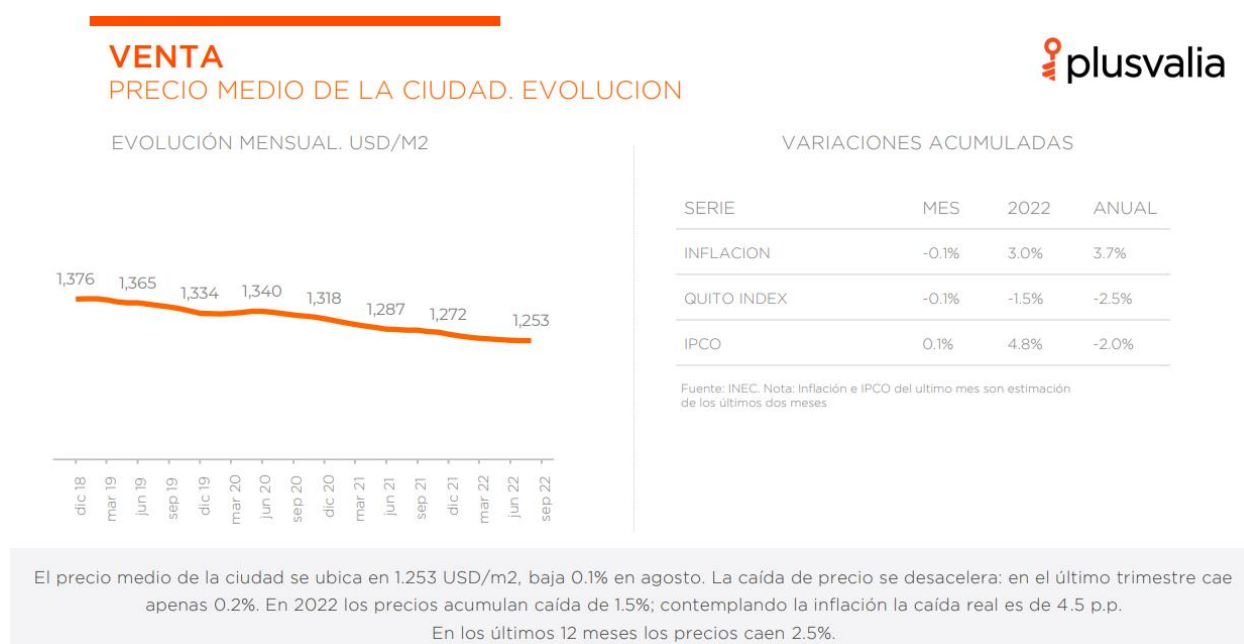 VENTA
PRECIO MEDIO DE LA CIUDAD. EVOLUCION
plusvalia
EVOLUCIÓN MENSUAL. USD/M2
1,376
1,365
1,334
1,340
1,318
1,287
1,272
1,253
dic 18
mar 19
jun 19
sep 19
dic 19
mar 20
jun 20
sep 20
dic 20
mar 21
jun 21
sep 21
dic 21
mar 22
jun 22
sep 22
VARIACIONES ACUMULADAS
SERIE MES 2022 ANUAL
INFLACION -0.1% 3.0% 3.7%
QUITO INDEX -0.1% -1.5% -2.5%
IPCO 0.1% 4.8% -2.0%
Fuente: INEC. Nota: Inflación e IPCO del ultimo mes son estimación
de los últimos dos meses
El precio medio de la ciudad se ubica en 1.253 USD/m2, baja 0.1% en agosto. La caída de precio se desacelera: en el último trimestre cae
apenas 0.2%. En 2022 los precios acumulan caída de 1.5%; contemplando la inflación la caída real es de 4.5 p.p.
En los últimos 12 meses los precios caen 2.5%.